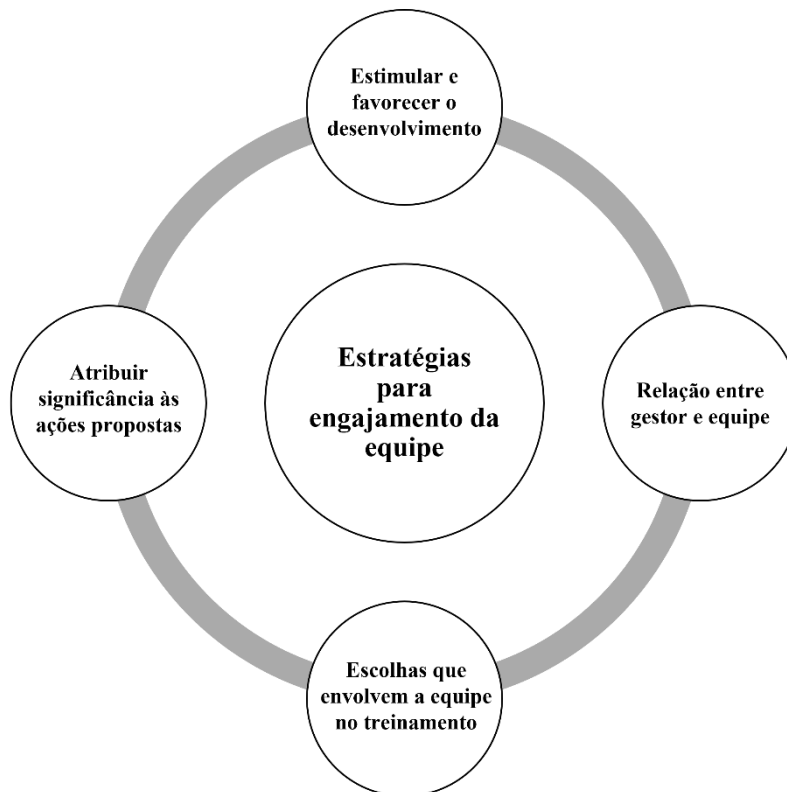 Estimular e
favorecer o
desenvolvimento
Atribuir
significância às
ações propostas
Estratégias
para
engajamento da
equipe
Relação entre
gestor e equipe
Escolhas que
envolvem a equipe
no treinamento